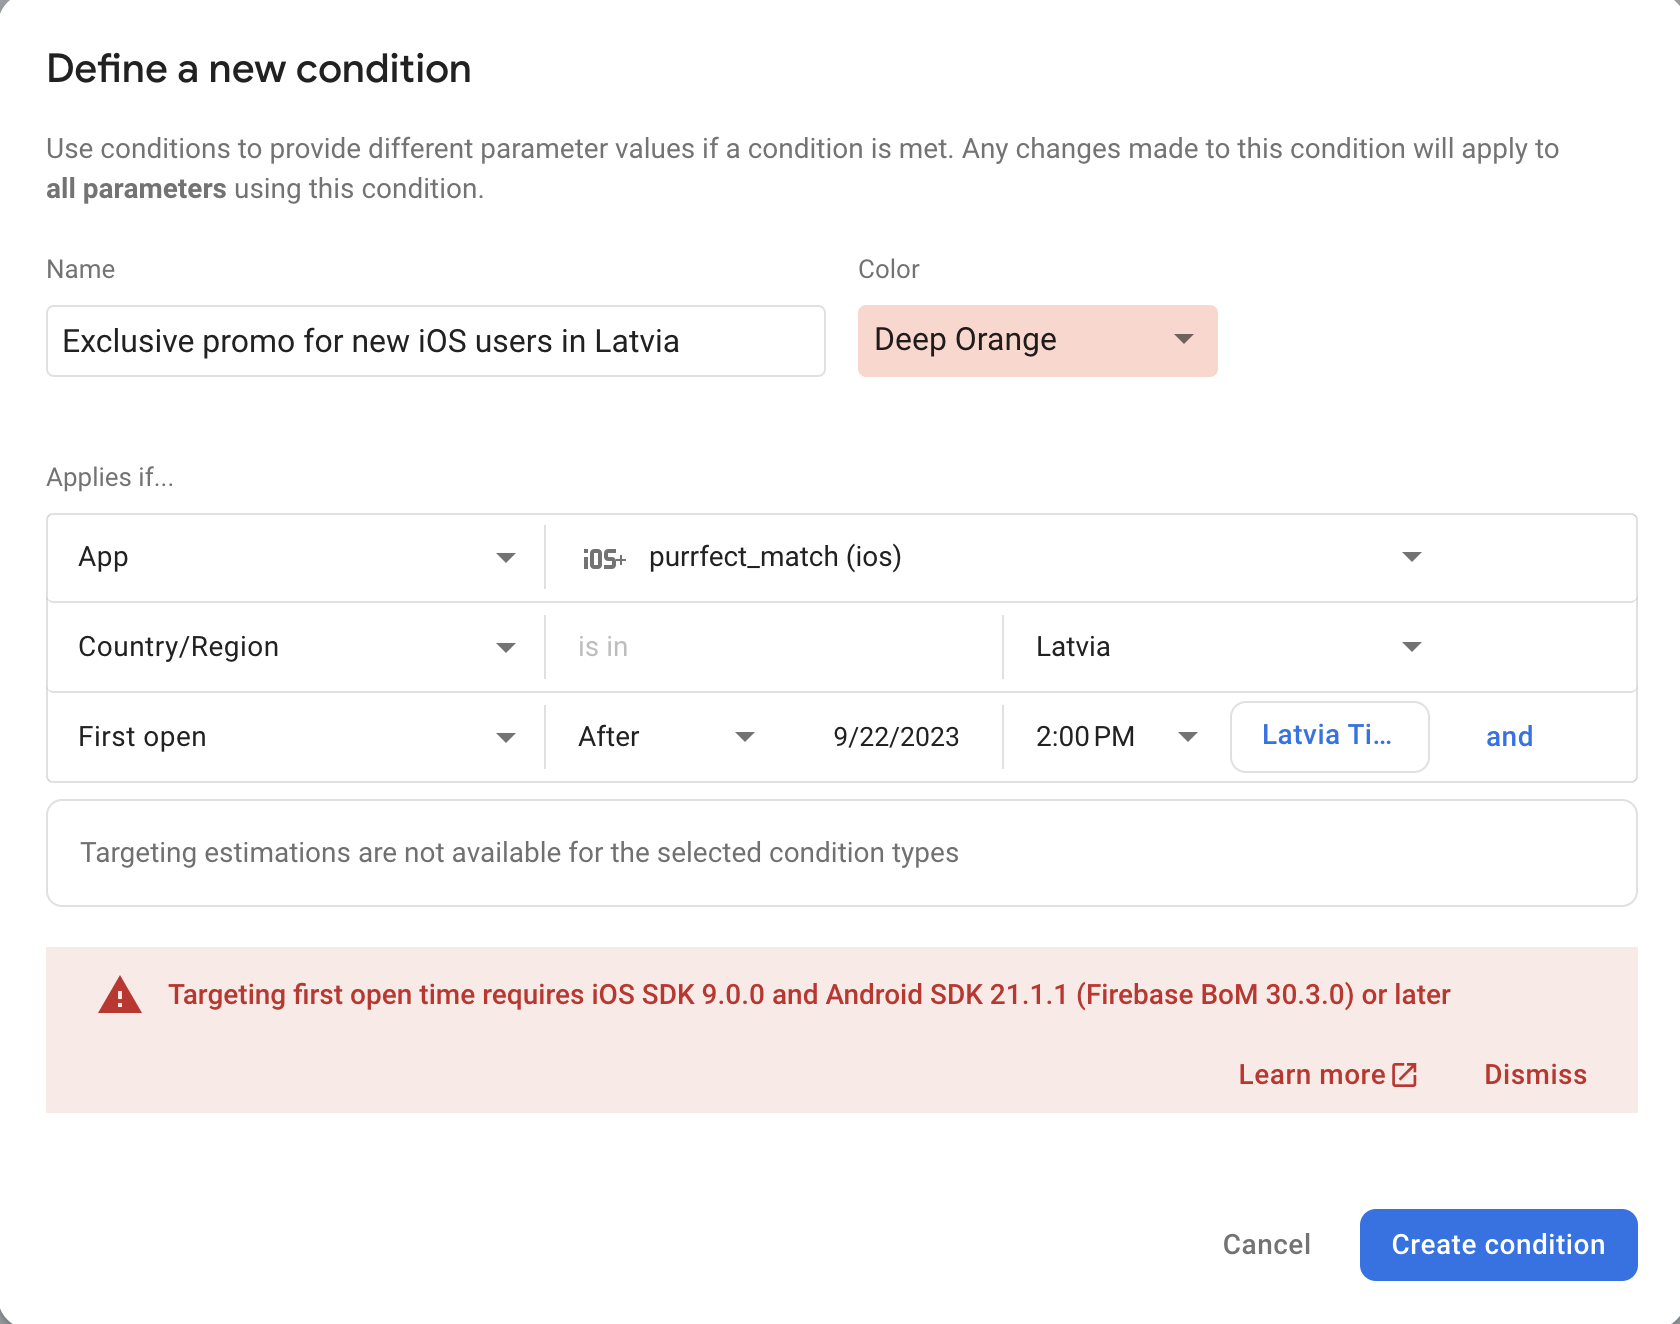 Define a new condition
Use conditions to provide different parameter values if a condition is met. Any changes made to this condition will apply to
all parameters using this condition.
Name
Color
Exclusive promo for new iOS users in Latvia
Deep Orange
Applies if...
App
iOS+
purrfect_match (ios)
Country/Region
is in
Latvia
First open
After
9/22/2023
2:00 PM
Latvia Ti...
and
Targeting estimations are not available for the selected condition types
Targeting first open time requires iOS SDK 9.0.0 and Android SDK 21.1.1 (Firebase BoM 30.3.0) or later
Learn more
Dismiss
Cancel
Create condition